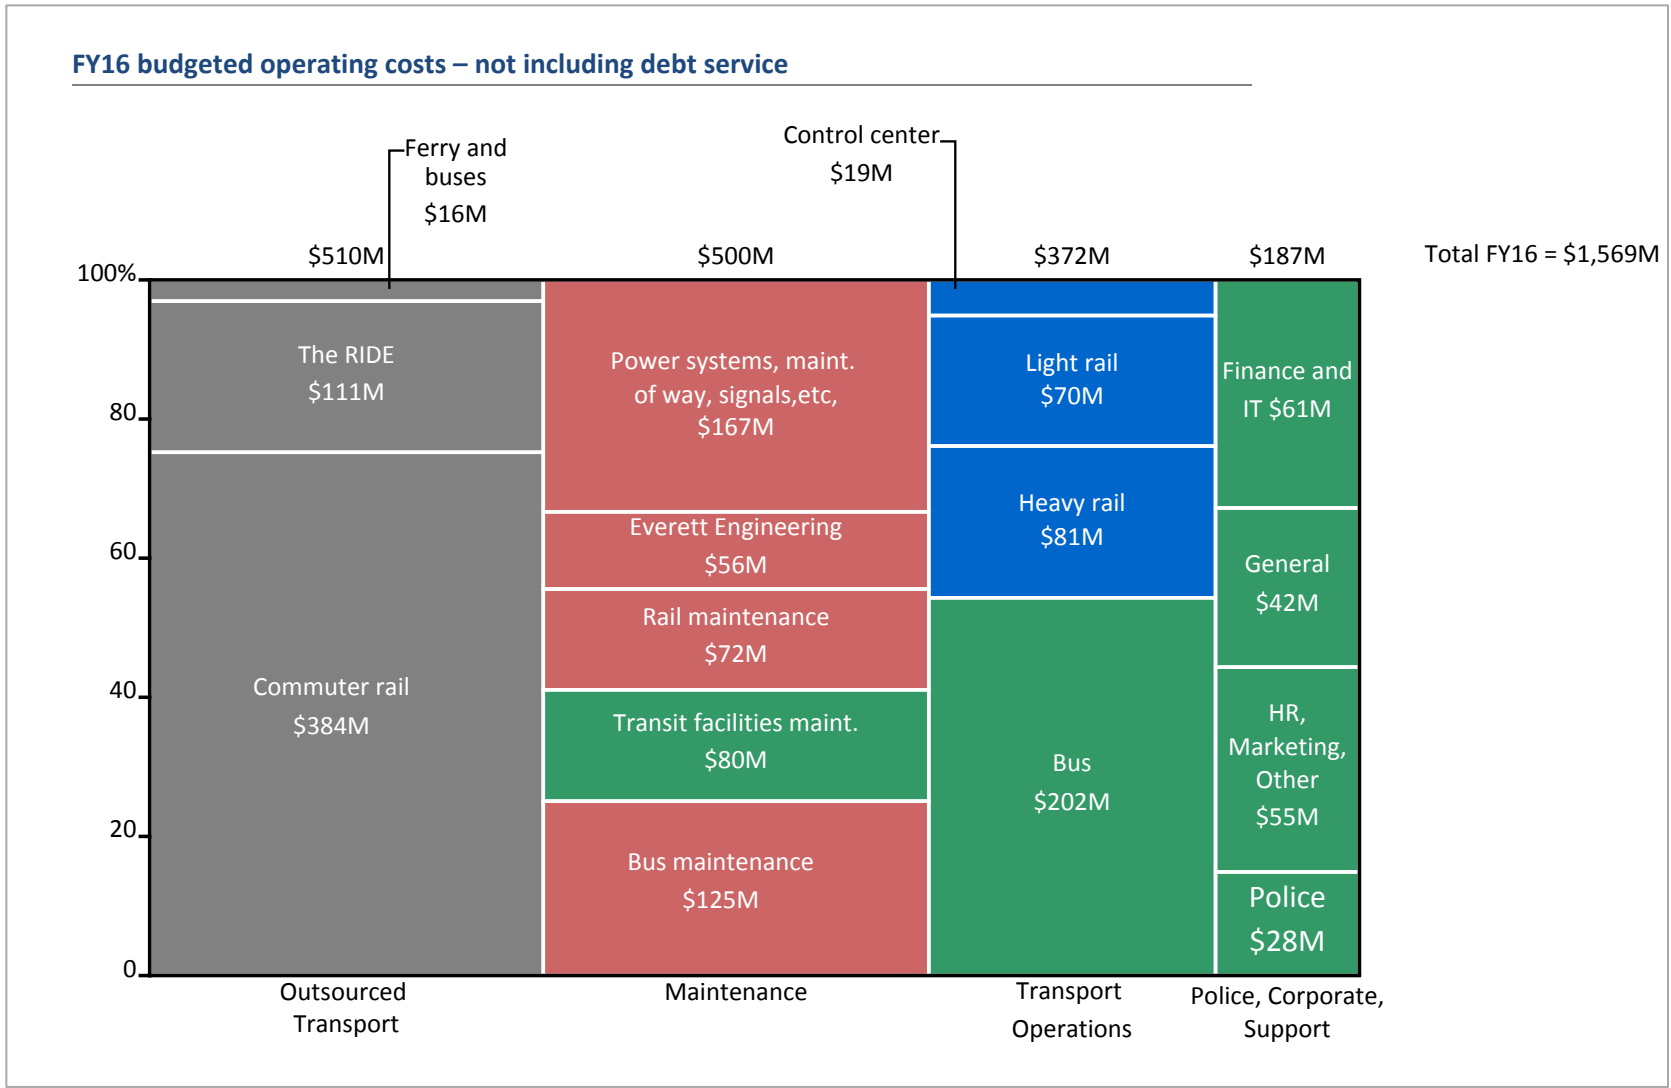 FY16 budgeted operating costs – not including debt service
Ferry and
buses
$16M
Control center
$19M
$510M
$500M
$372M
$187M
Total FY16 = $1,569M
100%
80
60
40
20
0
The RIDE
$111M
Commuter rail
$384M
Power systems, maint.
of way, signals,etc,
$167M
Everett Engineering
$56M
Rail maintenance
$72M
Transit facilities maint.
$80M
Bus maintenance
$125M
Light rail
$70M
Heavy rail
$81M
Bus
$202M
Finance and
IT $61M
General
$42M
HR,
Marketing,
Other
$55M
Police
$28M
Outsourced
Transport
Maintenance
Transport
Operations
Police, Corporate,
Support